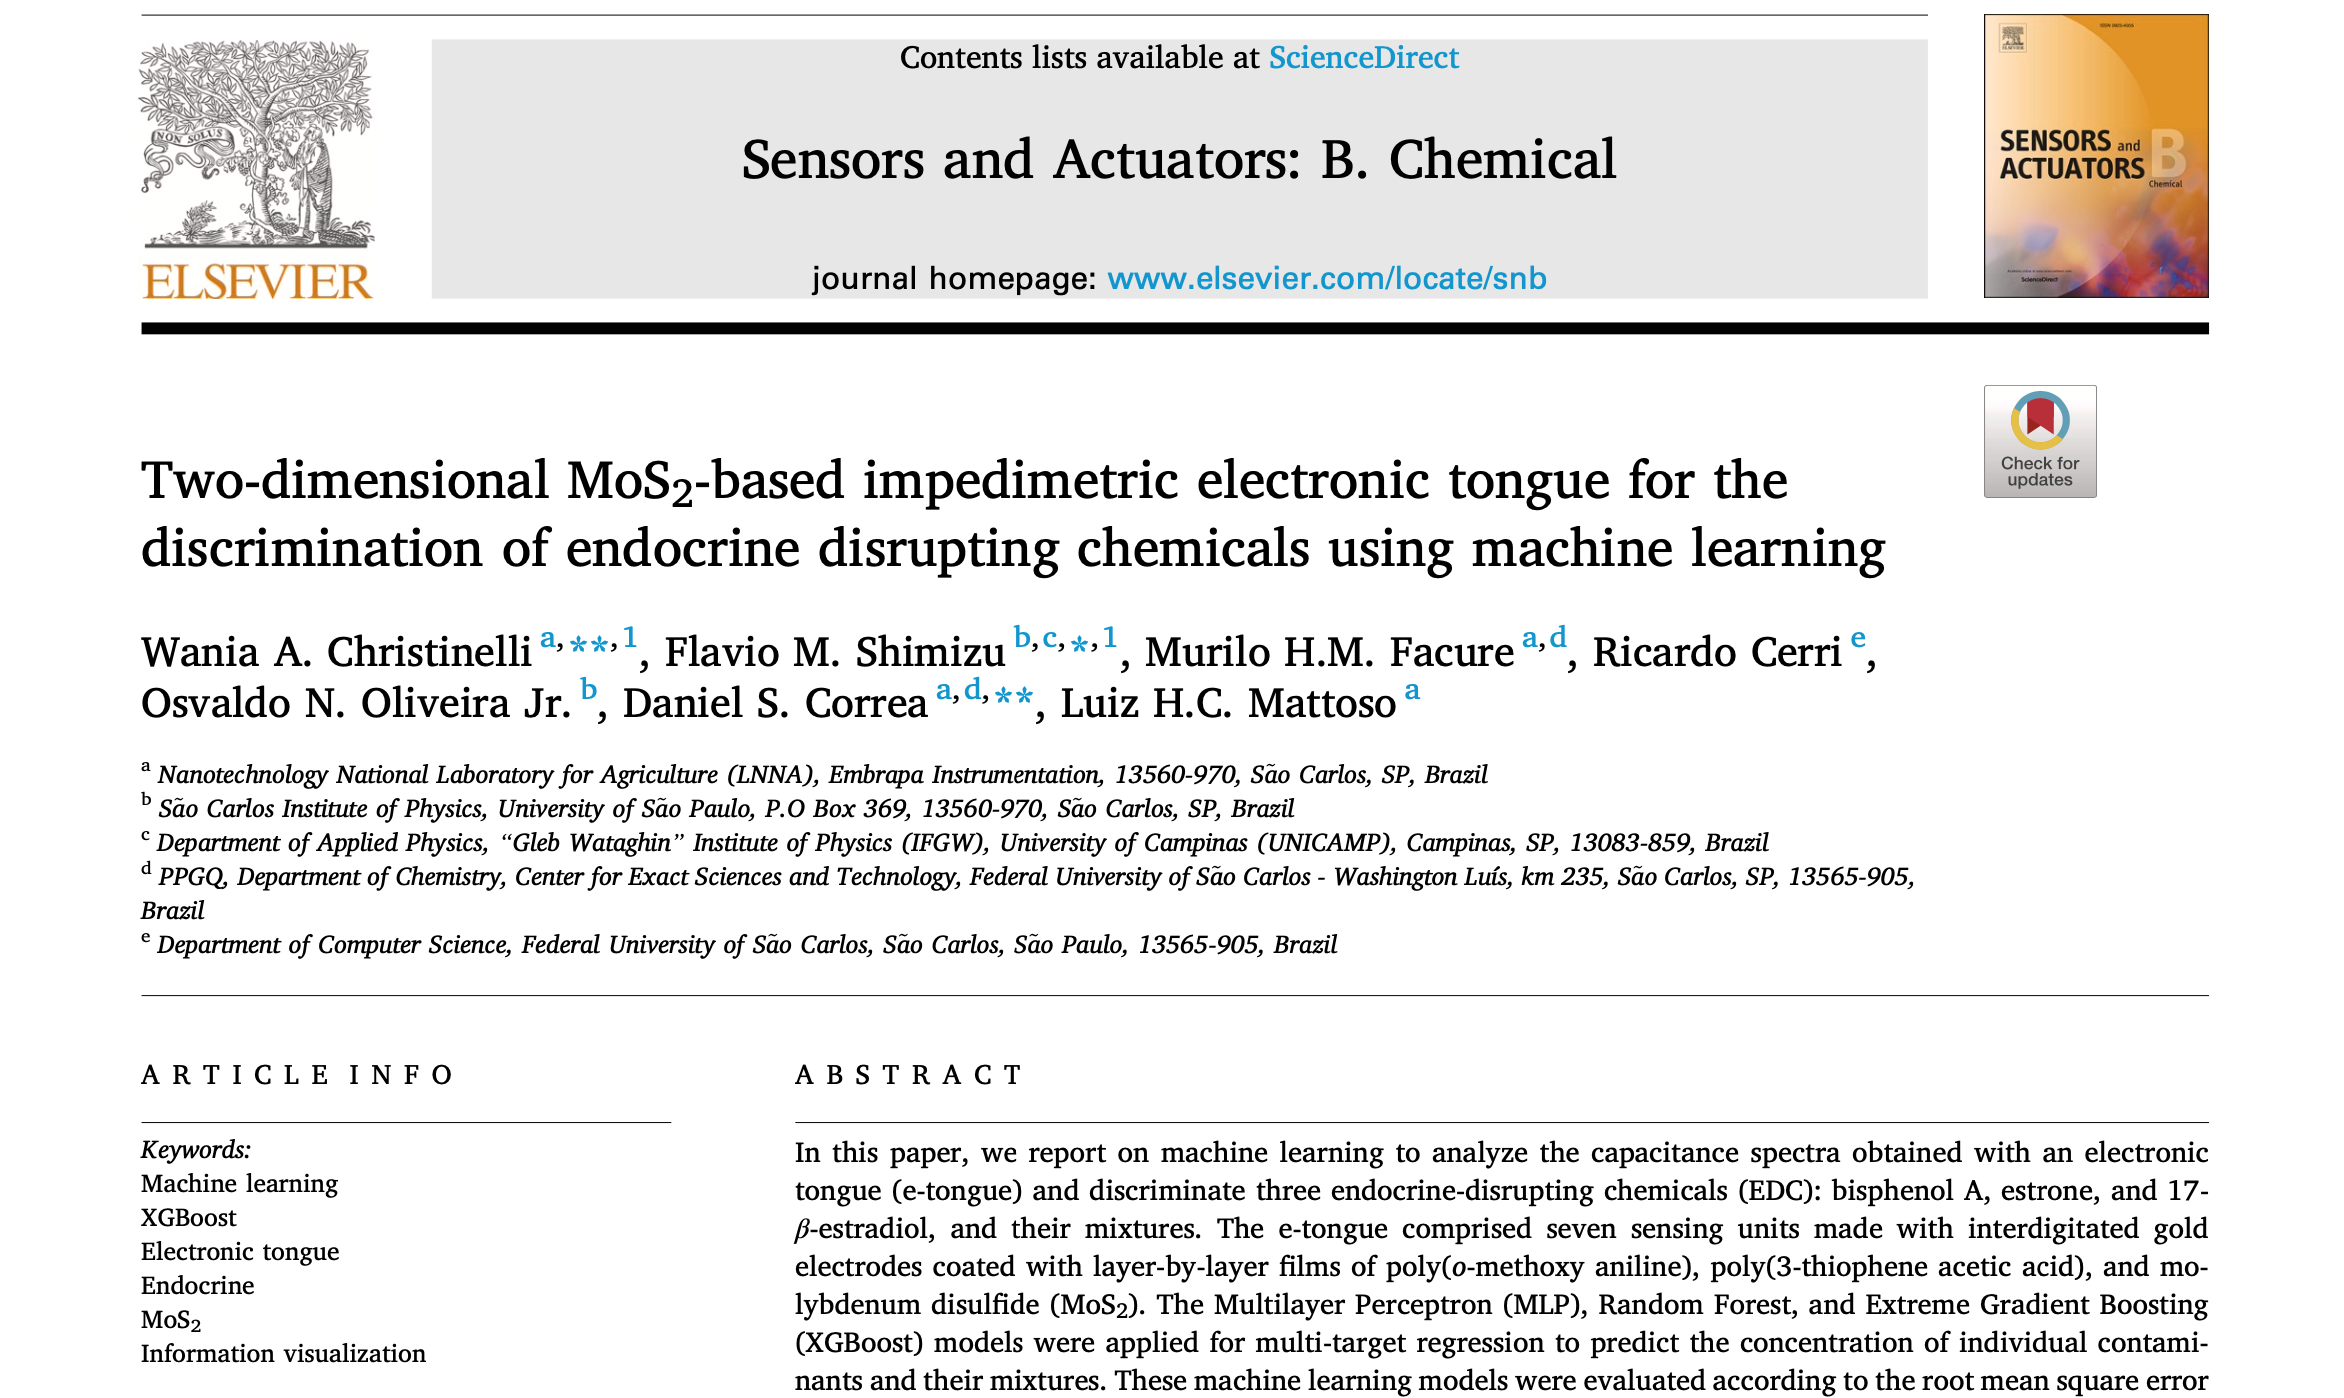 Contents lists available at ScienceDirect
Sensors and Actuators: B. Chemical
journal homepage: www.elsevier.com/locate/snb
NON SOLUS
ELSEVIER
SENSORS and
ACTUATORS B
Chemical
ScienceDirect
Check for
updates
Two-dimensional MoS2-based impedimetric electronic tongue for the
discrimination of endocrine disrupting chemicals using machine learning
Wania A. Christinelli a,**,1, Flavio M. Shimizu b,c,*,1, Murilo H.M. Facure a,d, Ricardo Cerri e,
Osvaldo N. Oliveira Jr. b, Daniel S. Correa a,d,**, Luiz H.C. Mattoso a
a Nanotechnology National Laboratory for Agriculture (LNNA), Embrapa Instrumentation, 13560-970, São Carlos, SP, Brazil
b São Carlos Institute of Physics, University of São Paulo, P.O Box 369, 13560-970, São Carlos, SP, Brazil
c Department of Applied Physics, “Gleb Wataghin” Institute of Physics (IFGW), University of Campinas (UNICAMP), Campinas, SP, 13083-859, Brazil
d PPGQ, Department of Chemistry, Center for Exact Sciences and Technology, Federal University of São Carlos - Washington Luís, km 235, São Carlos, SP, 13565-905,
Brazil
e Department of Computer Science, Federal University of São Carlos, São Carlos, São Paulo, 13565-905, Brazil
ARTICLE INFO
Keywords:
Machine learning
XGBoost
Electronic tongue
Endocrine
MoS2
Information visualization
ABSTRACT
In this paper, we report on machine learning to analyze the capacitance spectra obtained with an electronic
tongue (e-tongue) and discriminate three endocrine-disrupting chemicals (EDC): bisphenol A, estrone, and 17-
β-estradiol, and their mixtures. The e-tongue comprised seven sensing units made with interdigitated gold
electrodes coated with layer-by-layer films of poly(o-methoxy aniline), poly(3-thiophene acetic acid), and mo-
lybdenum disulfide (MoS2). The Multilayer Perceptron (MLP), Random Forest, and Extreme Gradient Boosting
(XGBoost) models were applied for multi-target regression to predict the concentration of individual contami-
nants and their mixtures. These machine learning models were evaluated according to the root mean square error